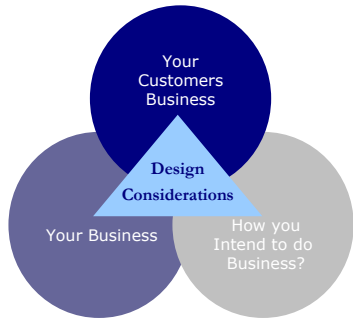 Your
Customers
Business
Design
Considerations
Your Business
How you
Intend to do
Business?